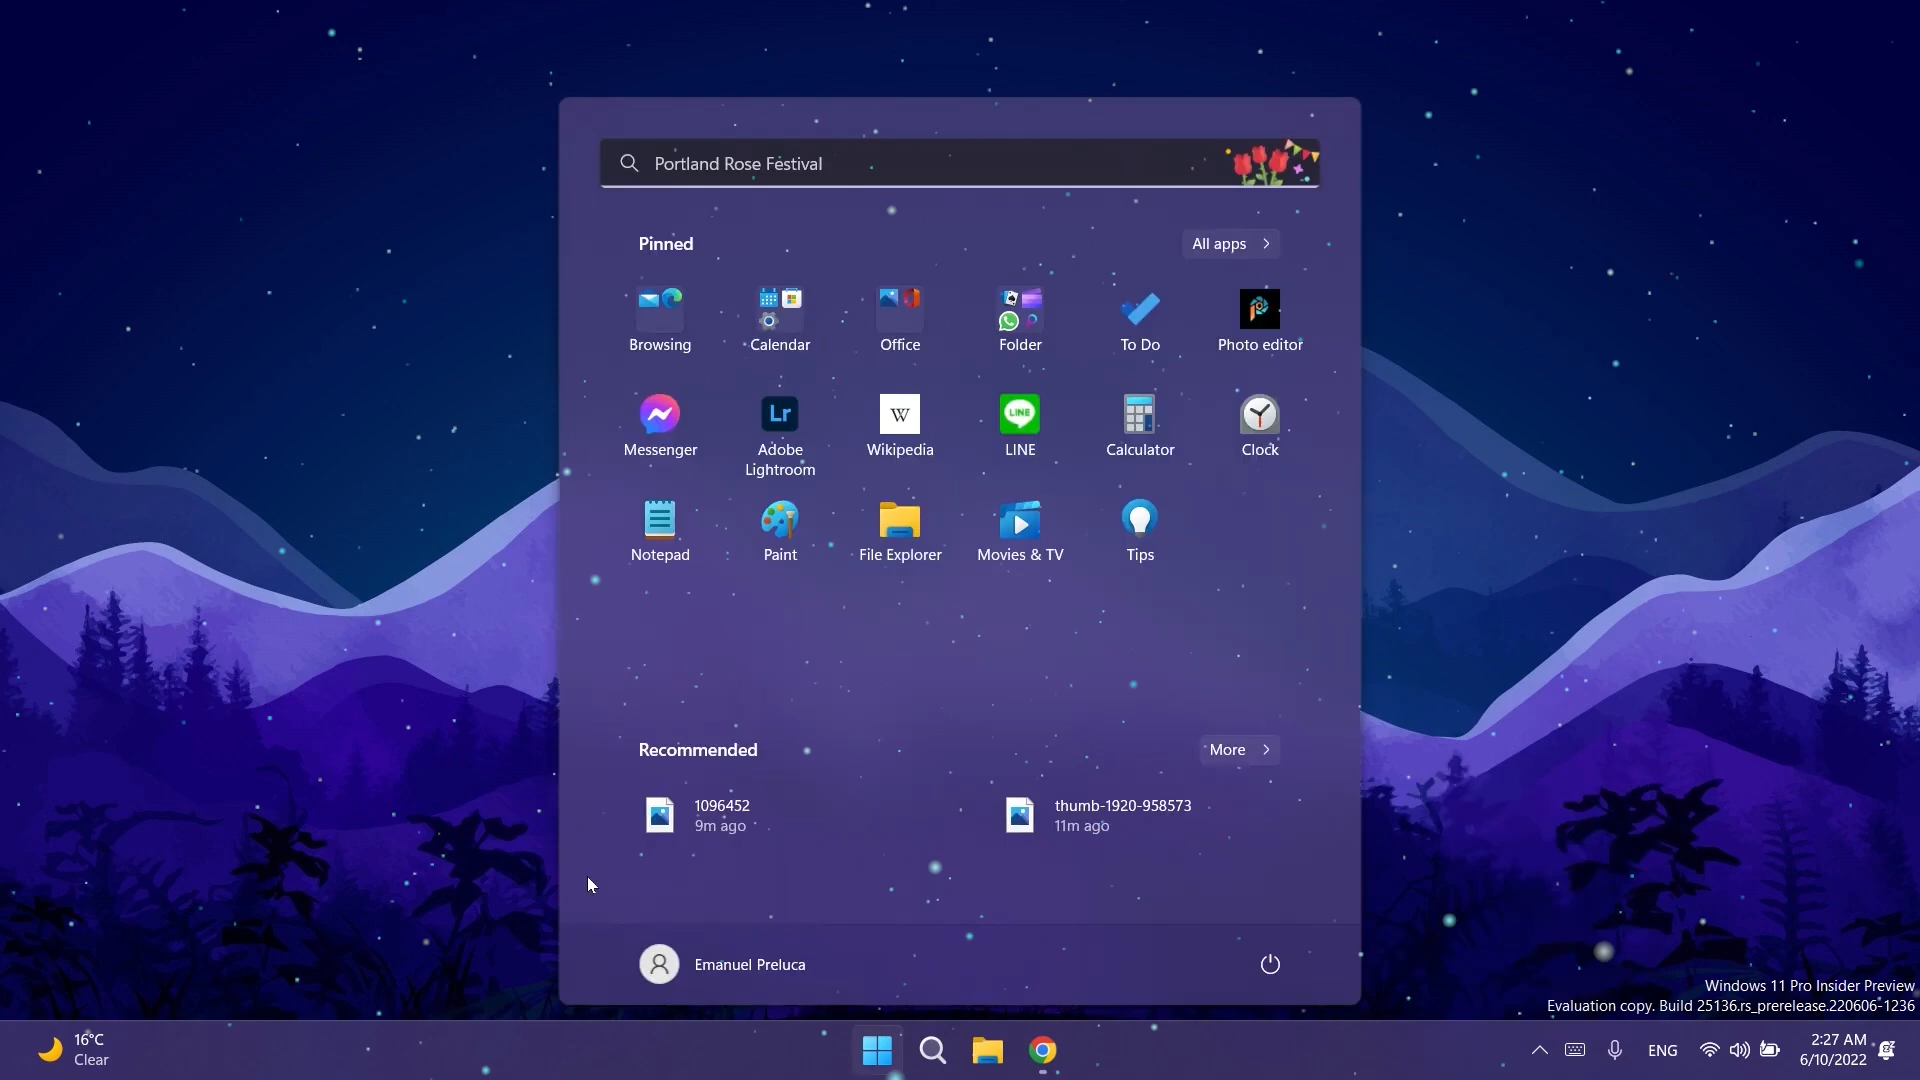 Portland Rose Festival
Pinned
All apps
Browsing
Calendar
Office
Folder
To Do
Photo editor
Messenger
Lr
Adobe
Lightroom
W
Wikipedia
LINE
LINE
Calculator
Clock
Notepad
Paint
File Explorer
Movies & TV
Tips
Recommended
More
1096452
9m ago
thumb-1920-958573
11m ago
Emanuel Preluca
Windows 11 Pro Insider Preview
Evaluation copy. Build 25136.rs_prerelease.220606-1236
16°C
Clear
ENG
2:27 AM
6/10/2022